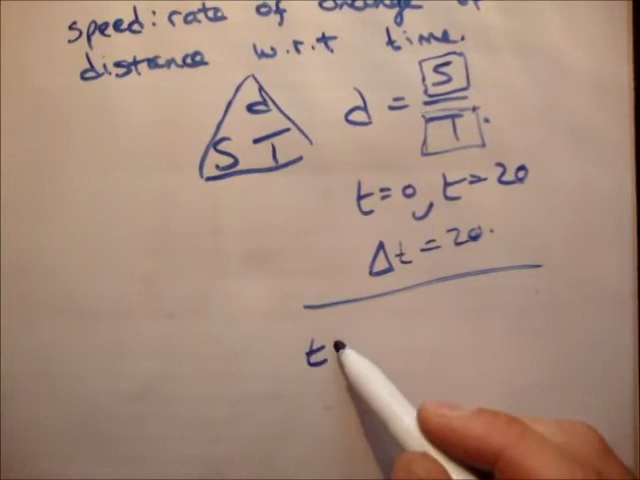 speed: rate of change of
distance w.r.t time.
d
S T
d = S / T.
t=0, t=20
Δt = 20.
t